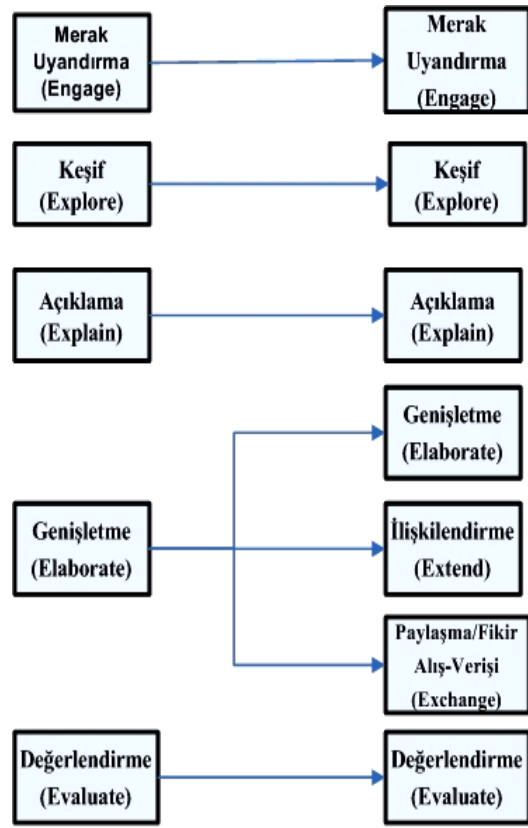 Merak
Uyandırma
(Engage)
Merak
Uyandırma
(Engage)
Keşif
(Explore)
Keşif
(Explore)
Açıklama
(Explain)
Açıklama
(Explain)
Genişletme
(Elaborate)
Genişletme
(Elaborate)
İlişkilendirme
(Extend)
Paylaşma/Fikir
Alış-Verişi
(Exchange)
Değerlendirme
(Evaluate)
Değerlendirme
(Evaluate)